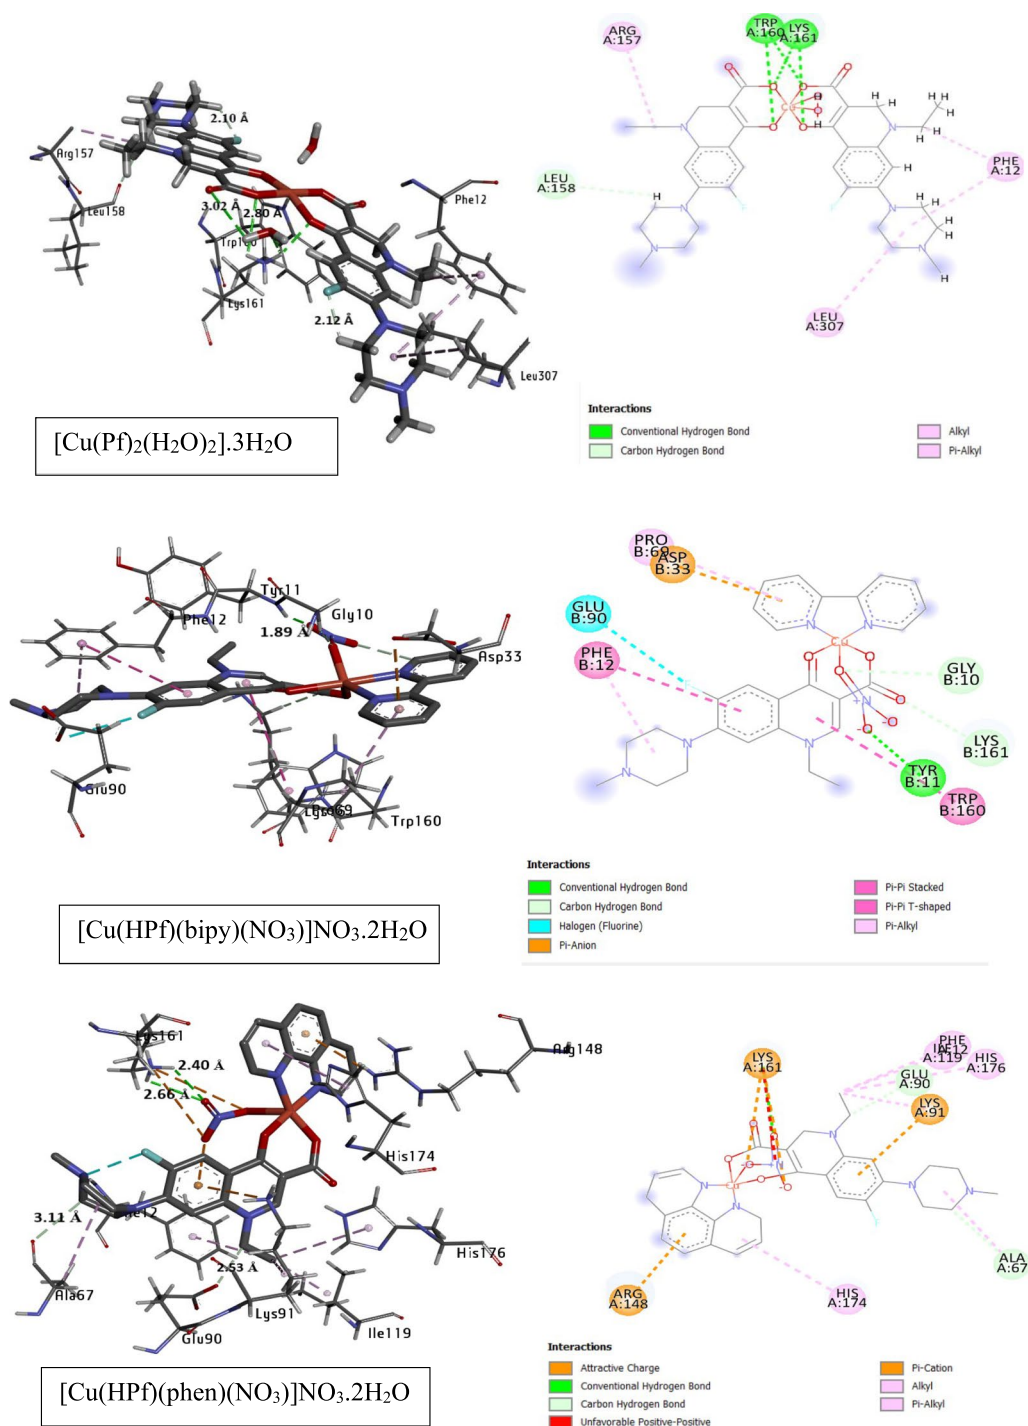 2.10 Å
Arg157
Leu158
3.02 Å
2.80 Å
Trp160
Lys161
2.12 Å
Phe12
Leu307
ARG
A:157
TRP
A:160
LYS
A:161
LEU
A:158
PHE
A:12
LEU
A:307
[Cu(Pf)₂(H₂O)₂].3H₂O
Interactions
Conventional Hydrogen Bond
Carbon Hydrogen Bond
Alkyl
Pi-Alkyl
Tyr11
Phe12
Gly10
1.89 Å
Asp33
Glu90
Trp160
PRO
B:69
ASP
B:33
GLU
B:90
PHE
B:12
GLY
B:10
LYS
B:161
TYR
B:11
TRP
B:160
[Cu(HPf)(bipy)(NO₃)]NO₃.2H₂O
Interactions
Conventional Hydrogen Bond
Carbon Hydrogen Bond
Halogen (Fluorine)
Pi-Anion
Pi-Pi Stacked
Pi-Pi T-shaped
Pi-Alkyl
Lys161
2.40 Å
2.66 Å
Arg148
His174
3.11 Å
His176
2.53 Å
Ala67
Lys91
Glu90
Ile119
LYS
A:161
PHE
A:12
A:119
HIS
A:176
GLU
A:90
LYS
A:91
ALA
A:67
ARG
A:148
HIS
A:174
[Cu(HPf)(phen)(NO₃)]NO₃.2H₂O
Interactions
Attractive Charge
Conventional Hydrogen Bond
Carbon Hydrogen Bond
Unfavorable Positive-Positive
Pi-Cation
Alkyl
Pi-Alkyl